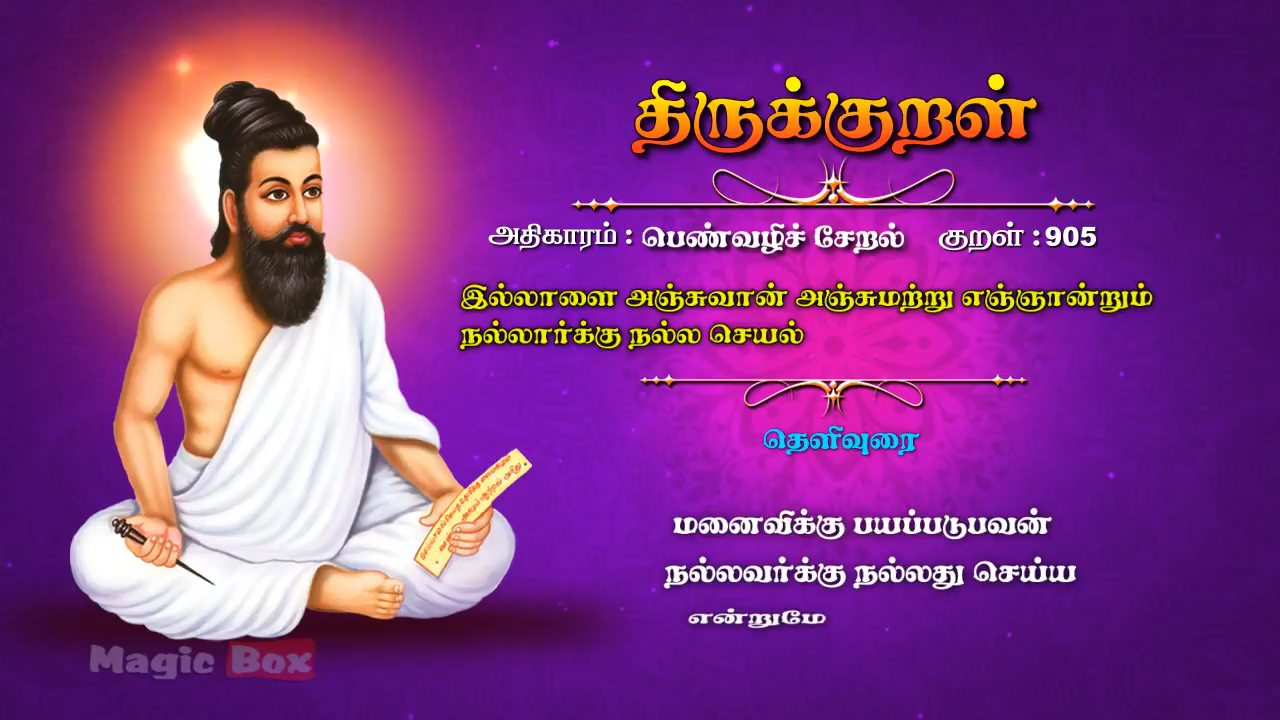 திருக்குறள்
அதிகாரம் : பெண்வழிச் சேறல் குறள் : 905
இல்லாளை அஞ்சுவான் அஞ்சுமற்று எஞ்ஞான்றும்
நல்லார்க்கு நல்ல செயல்
தெளிவுரை
மனைவிக்கு பயப்படுபவன்
நல்லவர்க்கு நல்லது செய்ய
என்றுமே
Magic Box